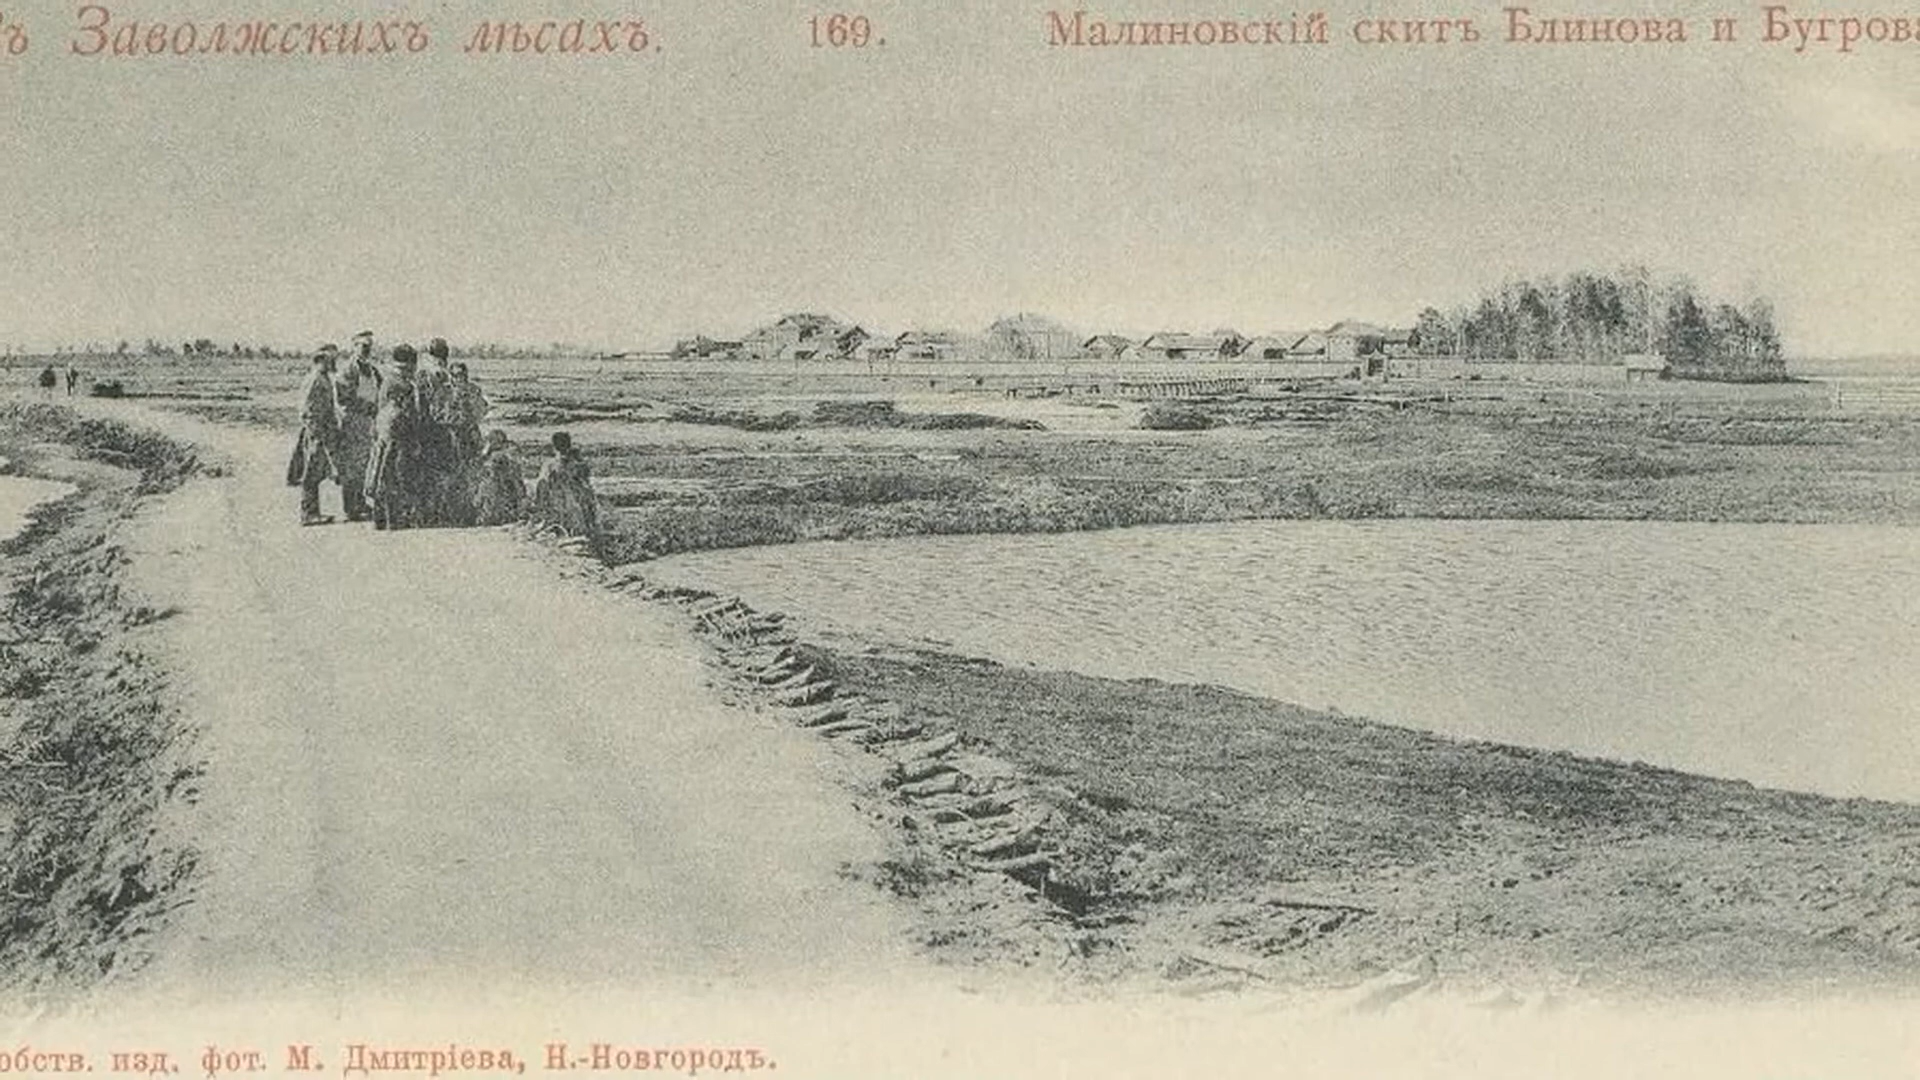 ъ Заволжскихъ лѣсахъ. 169. Малиновскій скитъ Блинова и Бугрова
обств. изд. фот. М. Дмитріева, Н.-Новгородъ.